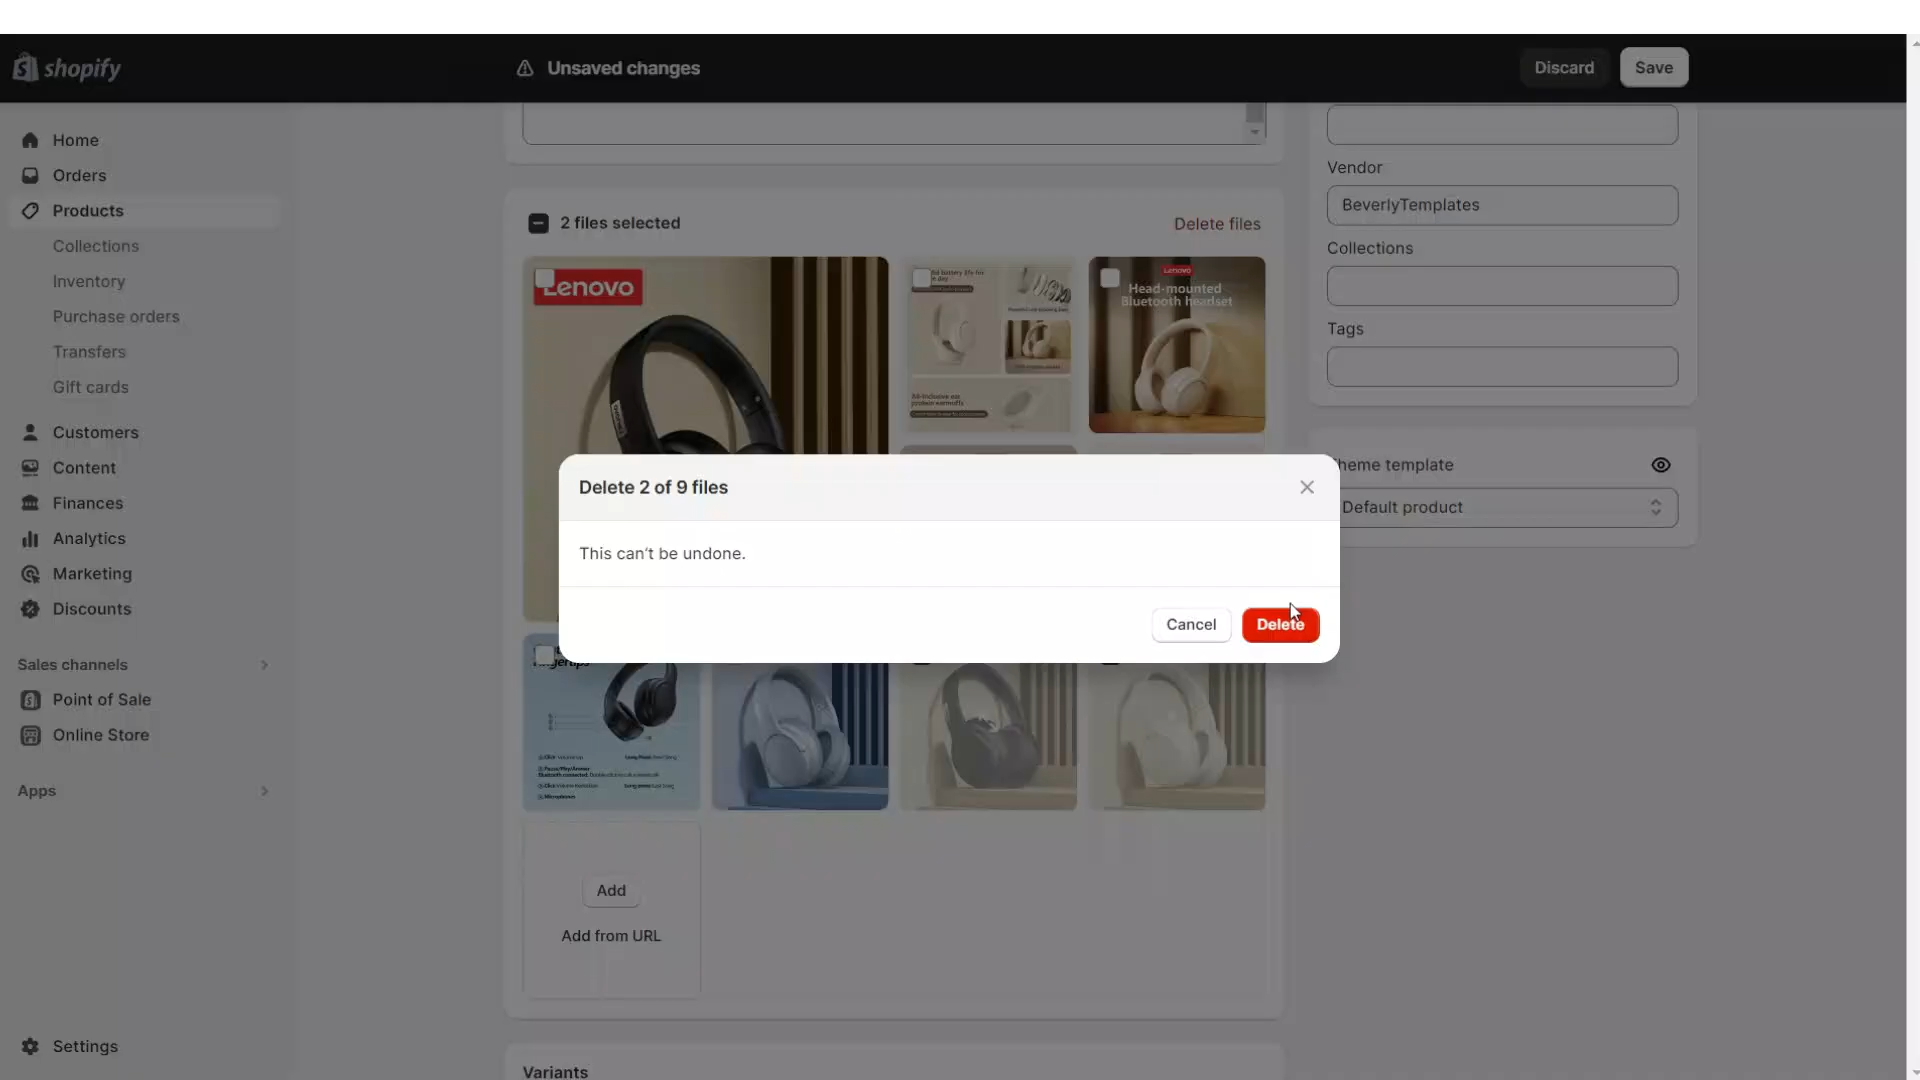 shopify
Unsaved changes
Discard
Save
Home
Orders
Products
Collections
Inventory
Purchase orders
Transfers
Gift cards
Customers
Content
Finances
Analytics
Marketing
Discounts
Sales channels
Point of Sale
Online Store
Apps
Settings
2 files selected
Delete files
Lenovo
Lenovo
Head-mounted
Bluetooth headset
Delete 2 of 9 files
This can't be undone.
Cancel
Delete
Add
Add from URL
Variants
Vendor
BeverlyTemplates
Collections
Tags
heme template
Default product